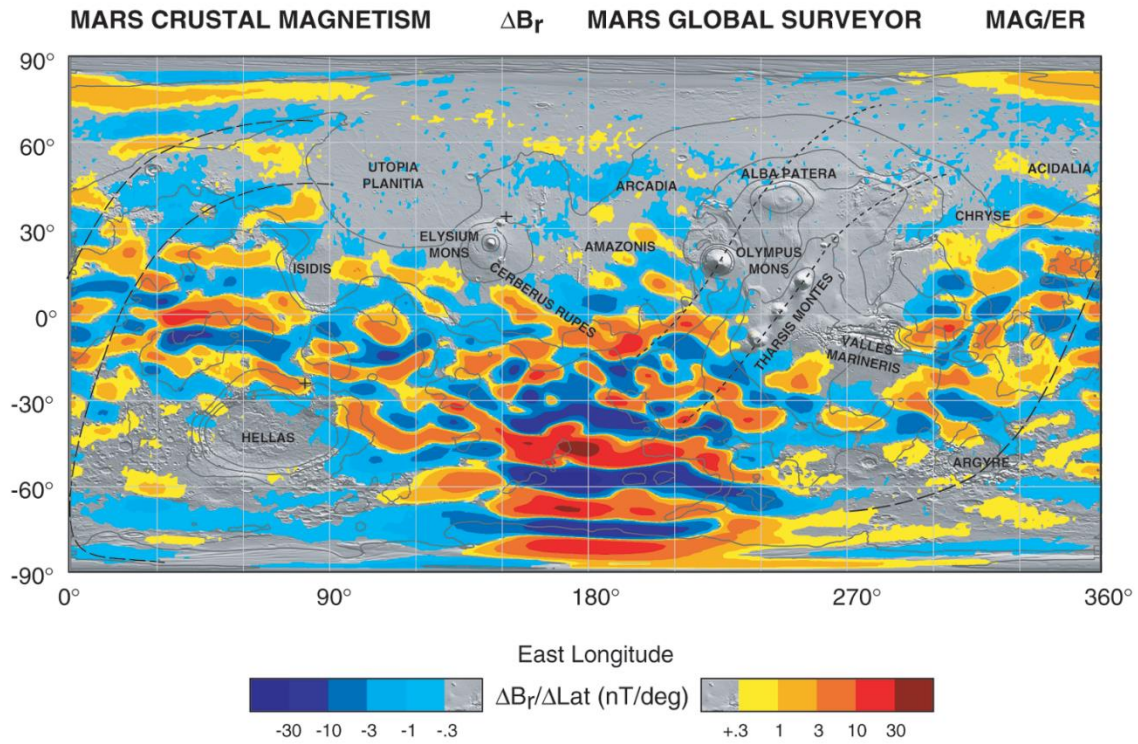 MARS CRUSTAL MAGNETISM ΔBr MARS GLOBAL SURVEYOR MAG/ER
90°
60°
30°
0°
-30°
-60°
-90°
UTOPIA
PLANITIA
ARCADIA
ALBA PATERA
ACIDALIA
CHRYSE
ELYSIUM
MONS
AMAZONIS
OLYMPUS
MONS
ISIDIS
CERBERUS RUPES
THARSIS MONTES
VALLES
MARINERIS
HELLAS
ARGYRE
0° 90° 180° 270° 360°
East Longitude
ΔBr/ΔLat (nT/deg)
-30 -10 -3 -1 -.3 +.3 1 3 10 30